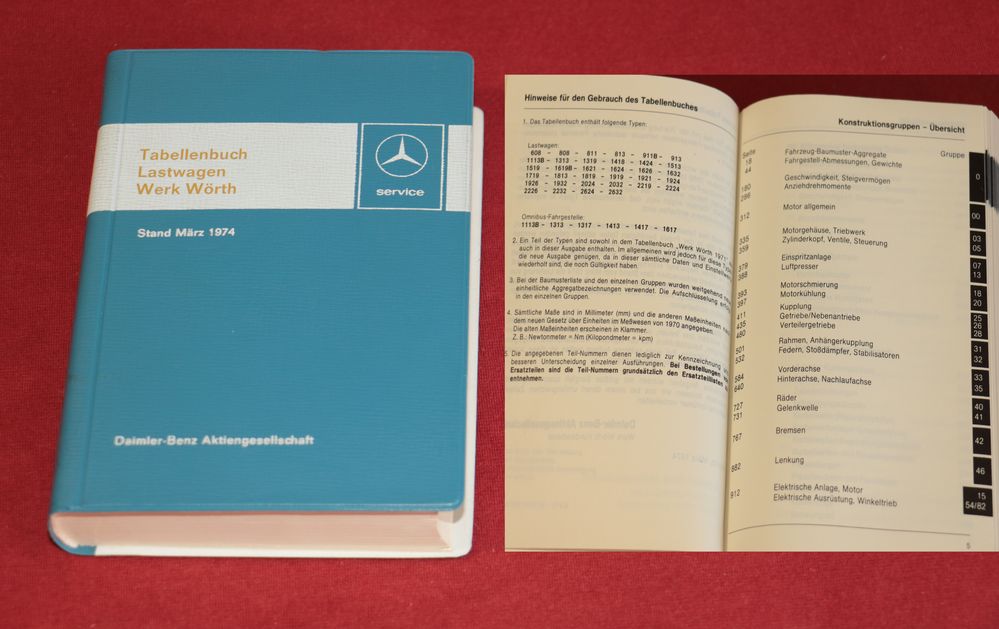 Tabellenbuch
Lastwagen
Werk Wörth
service
Stand März 1974
Daimler-Benz Aktiengesellschaft
Hinweise für den Gebrauch des Tabellenbuches
1. Das Tabellenbuch enthält folgende Typen:
Lastwagen:
608 - 808 - 811 - 813 - 911B - 913
1113B - 1313 - 1319 - 1418 - 1424 - 1513
1519 - 1619B - 1621 - 1624 - 1626 - 1632
1719 - 1813 - 1819 - 1919 - 1921 - 1924
1926 - 1932 - 2024 - 2032 - 2219 - 2224
2226 - 2232 - 2624 - 2632
Omnibus-Fahrgestelle:
1113B - 1313 - 1317 - 1413 - 1417 - 1617
2. Ein Teil der Typen sind sowohl in dem Tabellenbuch „Werk Wörth 1971"
auch in dieser Ausgabe enthalten. Im allgemeinen wird jedoch für diese
die neue Ausgabe genügen, da in dieser sämtliche Daten und
wiederholt sind, die noch Gültigkeit haben.
3. Bei der Baumusterliste und den einzelnen Gruppen wurden weitgehend
einheitliche Aggregatbezeichnungen verwendet. Die Aufschlüsselung
in den einzelnen Gruppen.
4. Sämtliche Maße sind in Millimeter (mm) und die anderen Maßeinheiten
dem neuen Gesetz über Einheiten im Meßwesen von 1970 angegeben.
Die alten Maßeinheiten erscheinen in Klammer.
Z. B.: Newtonmeter = Nm (Kilopondmeter = kpm)
5. Die angegebenen Teil-Nummern dienen lediglich zur Kennzeichnung
besseren Unterscheidung einzelner Ausführungen. Bei Bestellungen
Ersatzteilen sind die Teil-Nummern grundsätzlich den Ersatzteillisten
entnehmen.
Konstruktionsgruppen – Übersicht
Seite Gruppe
18 Fahrzeug-Baumuster-Aggregate
44 Fahrgestell-Abmessungen, Gewichte 0
180 Geschwindigkeit, Steigvermögen
286 Anziehdrehmomente
312 Motor allgemein 00
335 Motorgehäuse, Triebwerk 03
359 Zylinderkopf, Ventile, Steuerung 05
379 Einspritzanlage 07
388 Luftpresser 13
393 Motorschmierung 18
397 Motorkühlung 20
411 Kupplung 25
435 Getriebe/Nebenantriebe 26
480 Verteilergetriebe 28
501 Rahmen, Anhängerkupplung 31
532 Federn, Stoßdämpfer, Stabilisatoren 32
584 Vorderachse 33
640 Hinterachse, Nachlaufachse 35
727 Räder 40
731 Gelenkwelle 41
767 Bremsen 42
882 Lenkung 46
912 Elektrische Anlage, Motor 15
Elektrische Ausrüstung, Winkeltrieb 54/82
5